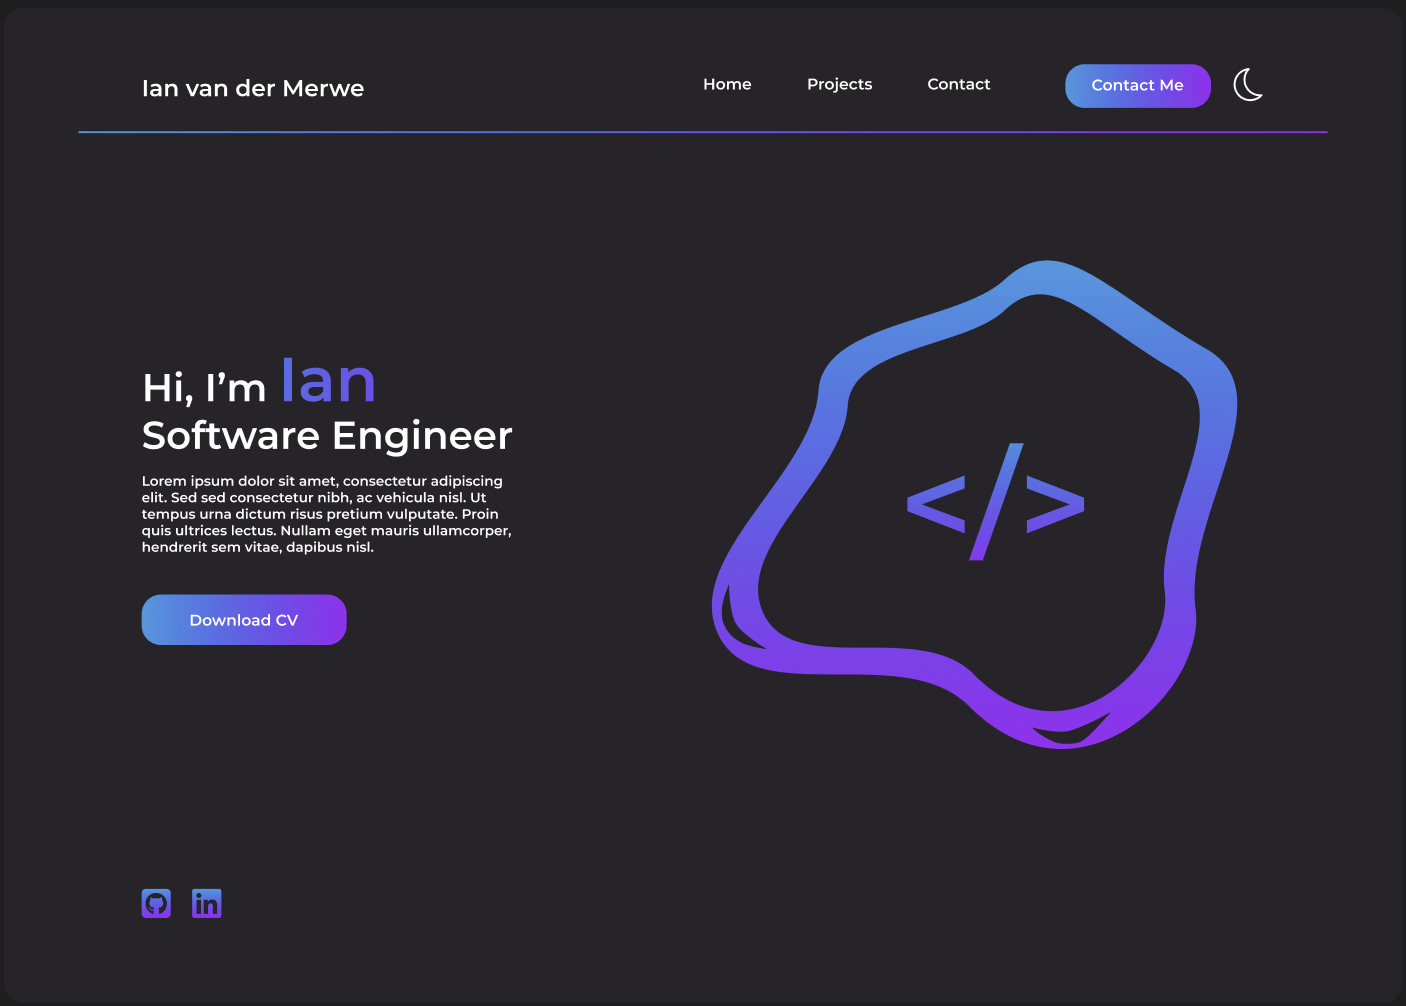 Ian van der Merwe
Home Projects Contact Contact Me
Hi, I’m Ian
Software Engineer
Lorem ipsum dolor sit amet, consectetur adipiscing
elit. Sed sed consectetur nibh, ac vehicula nisl. Ut
tempus urna dictum risus pretium vulputate. Proin
quis ultrices lectus. Nullam eget mauris ullamcorper,
hendrerit sem vitae, dapibus nisl.
Download CV
</>
in